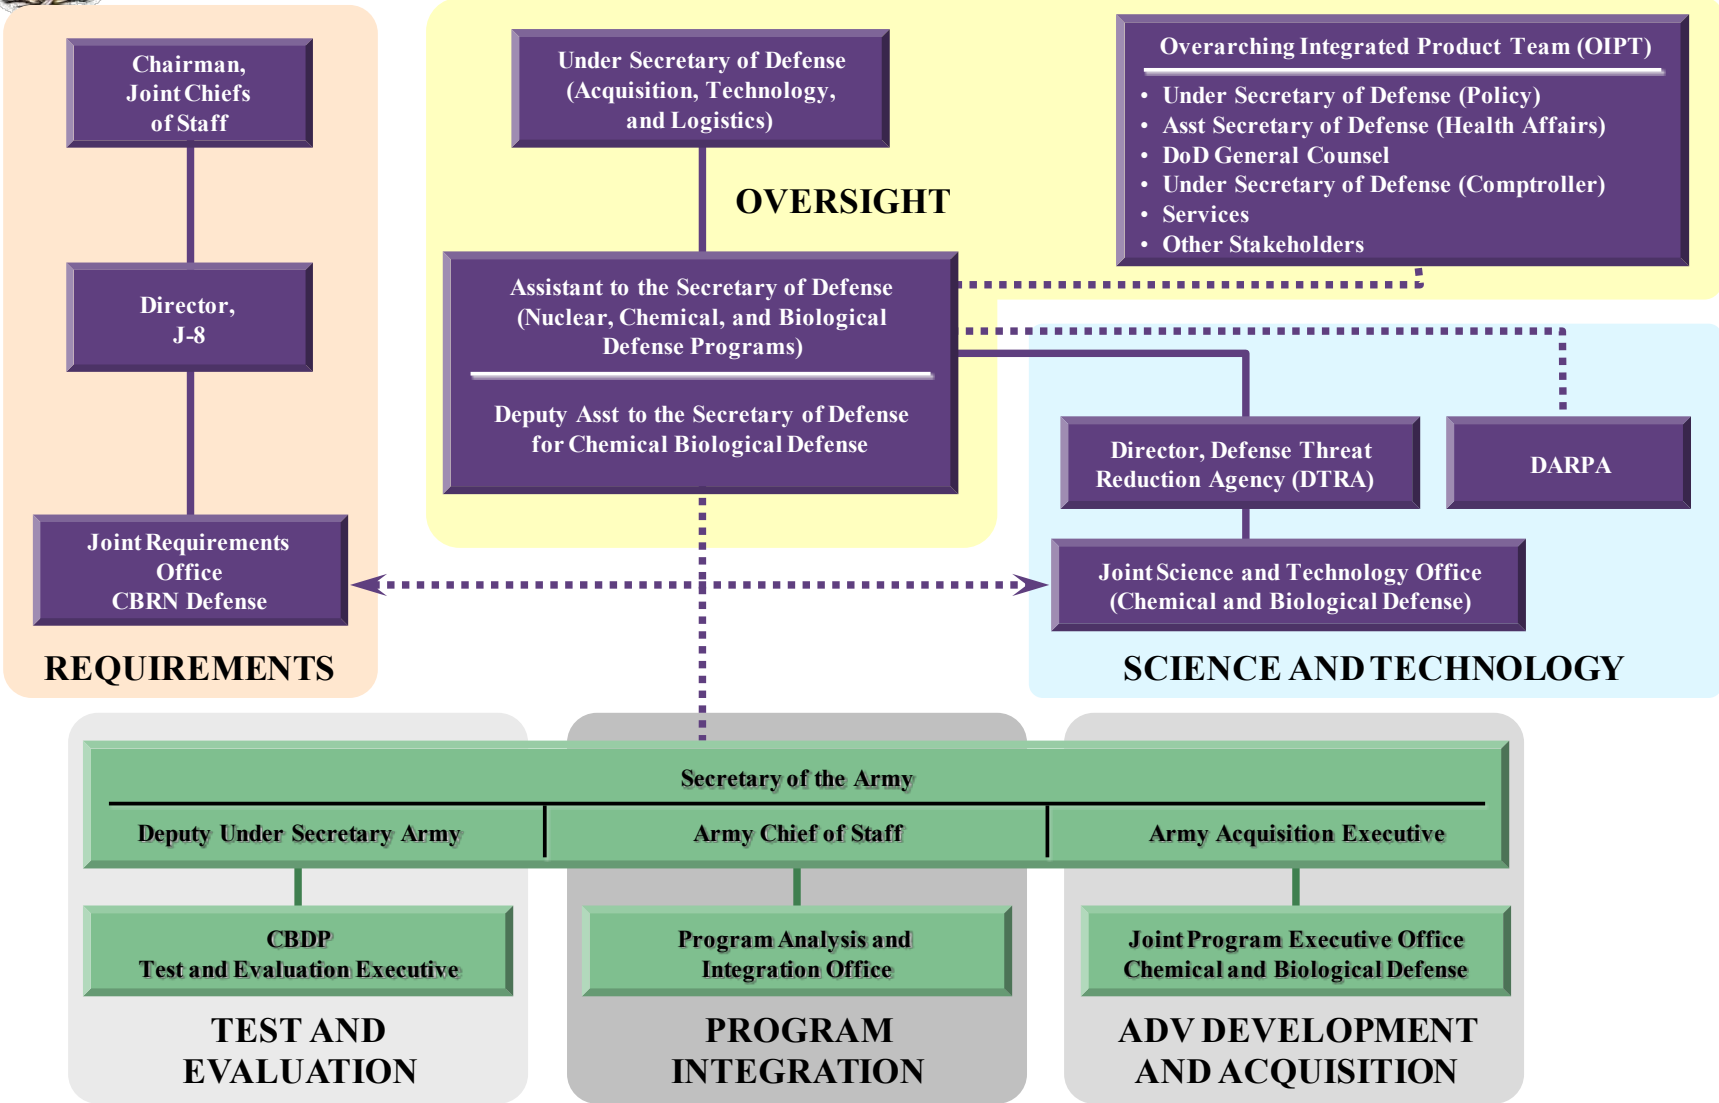 Chairman,
Joint Chiefs
of Staff
Director,
J-8
Joint Requirements
Office
CBRN Defense
REQUIREMENTS
Under Secretary of Defense
(Acquisition, Technology,
and Logistics)
OVERSIGHT
Assistant to the Secretary of Defense
(Nuclear, Chemical, and Biological
Defense Programs)
Deputy Asst to the Secretary of Defense
for Chemical Biological Defense
Overarching Integrated Product Team (OIPT)
• Under Secretary of Defense (Policy)
• Asst Secretary of Defense (Health Affairs)
• DoD General Counsel
• Under Secretary of Defense (Comptroller)
• Services
• Other Stakeholders
Director, Defense Threat
Reduction Agency (DTRA)
DARPA
Joint Science and Technology Office
(Chemical and Biological Defense)
SCIENCE AND TECHNOLOGY
Secretary of the Army
Deputy Under Secretary Army
Army Chief of Staff
Army Acquisition Executive
CBDP
Test and Evaluation Executive
Program Analysis and
Integration Office
Joint Program Executive Office
Chemical and Biological Defense
TEST AND
EVALUATION
PROGRAM
INTEGRATION
ADV DEVELOPMENT
AND ACQUISITION